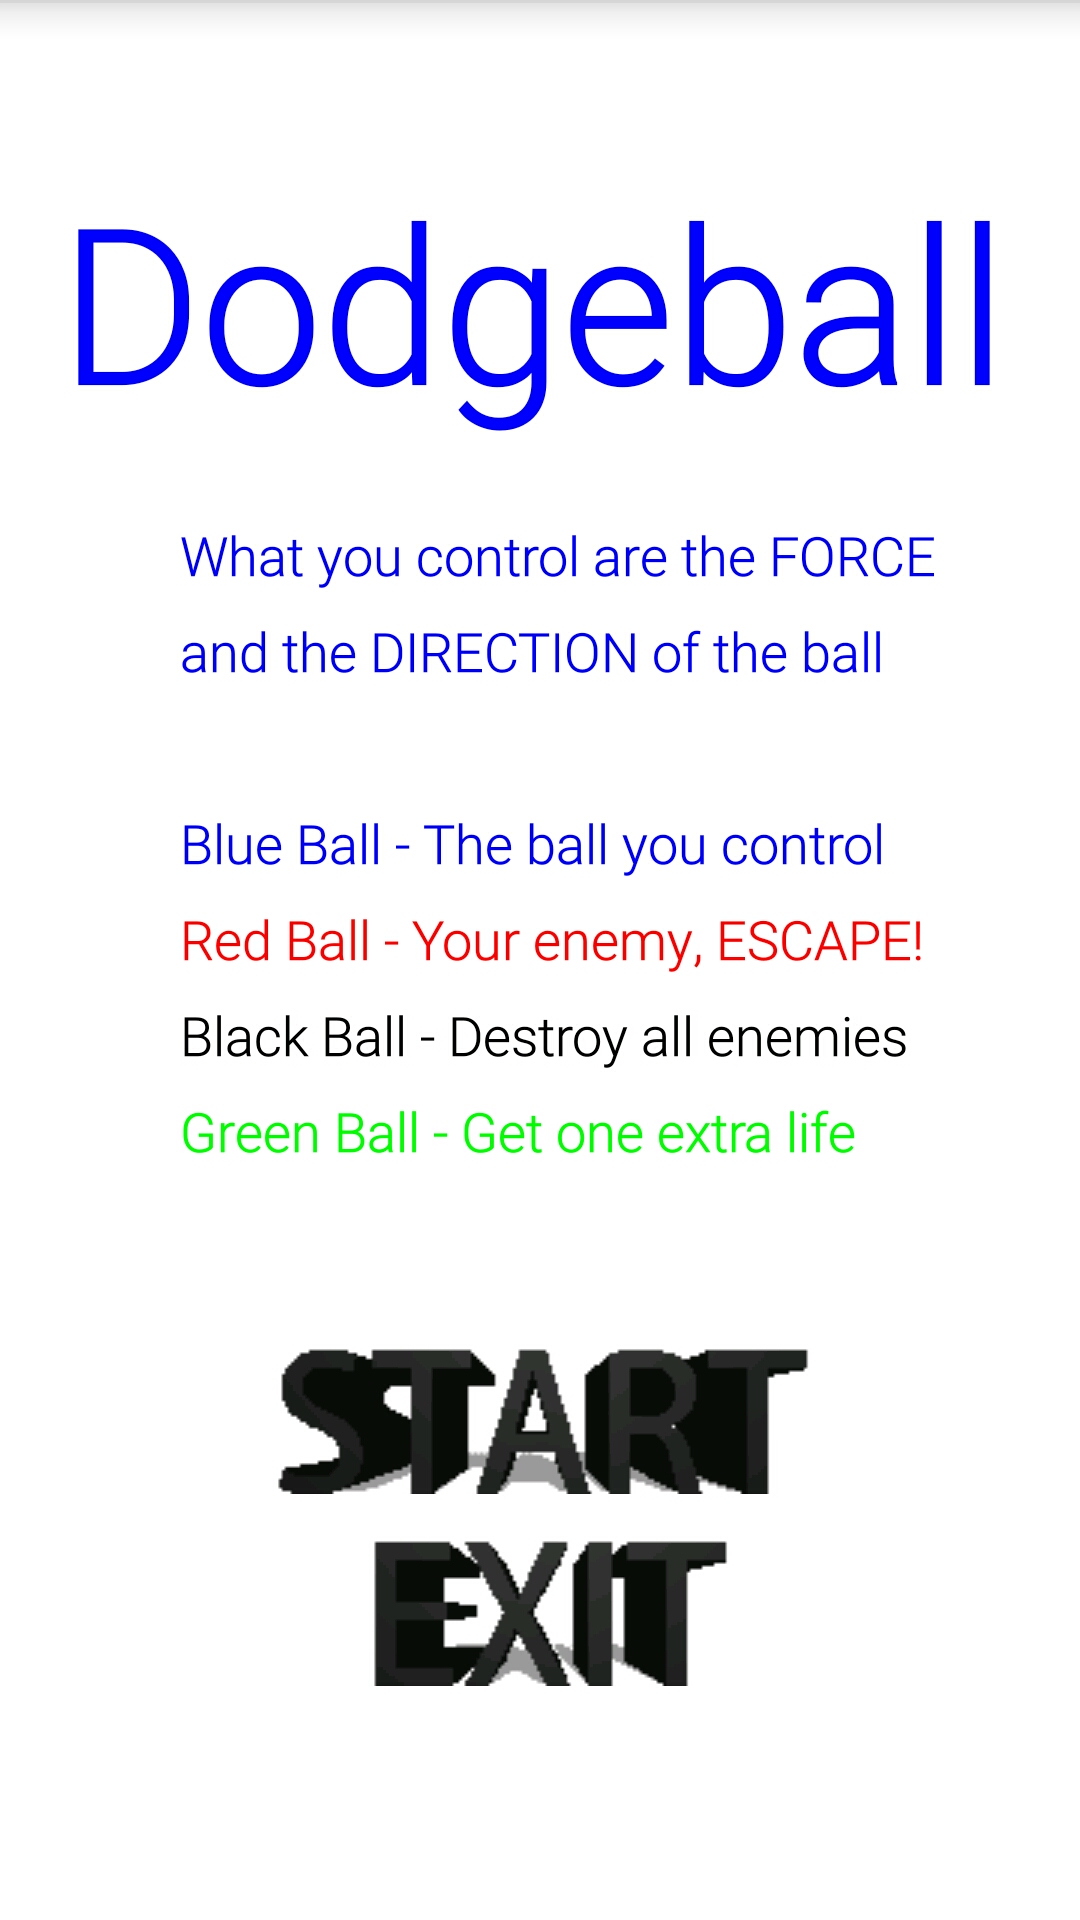 Dodgeball
What you control are the FORCE
and the DIRECTION of the ball
Blue Ball - The ball you control
Red Ball - Your enemy, ESCAPE!
Black Ball - Destroy all enemies
Green Ball - Get one extra life
START
EXIT